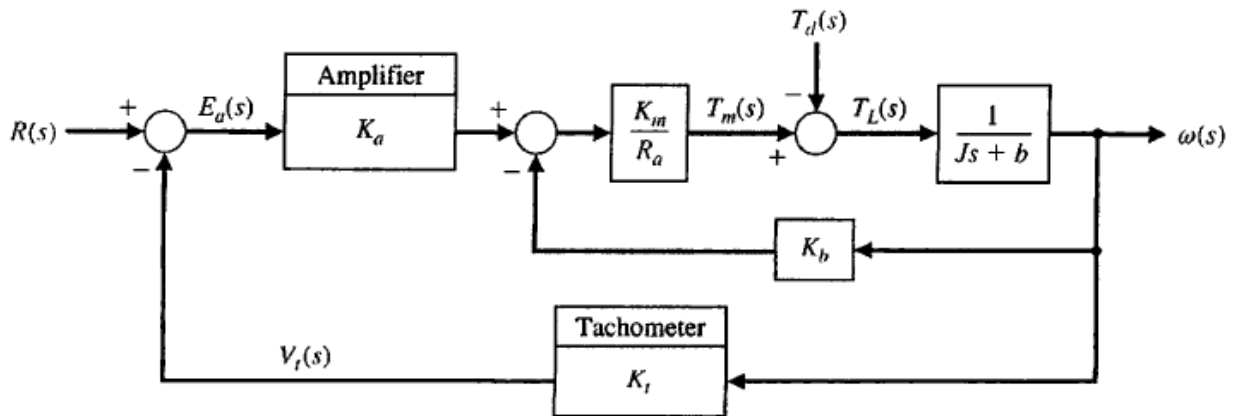 T_d(s)
Amplifier
R(s)
+
−
E_a(s)
K_a
+
−
K_m
R_a
T_m(s)
−
+
T_L(s)
1
Js + b
ω(s)
K_b
Tachometer
V_t(s)
K_t